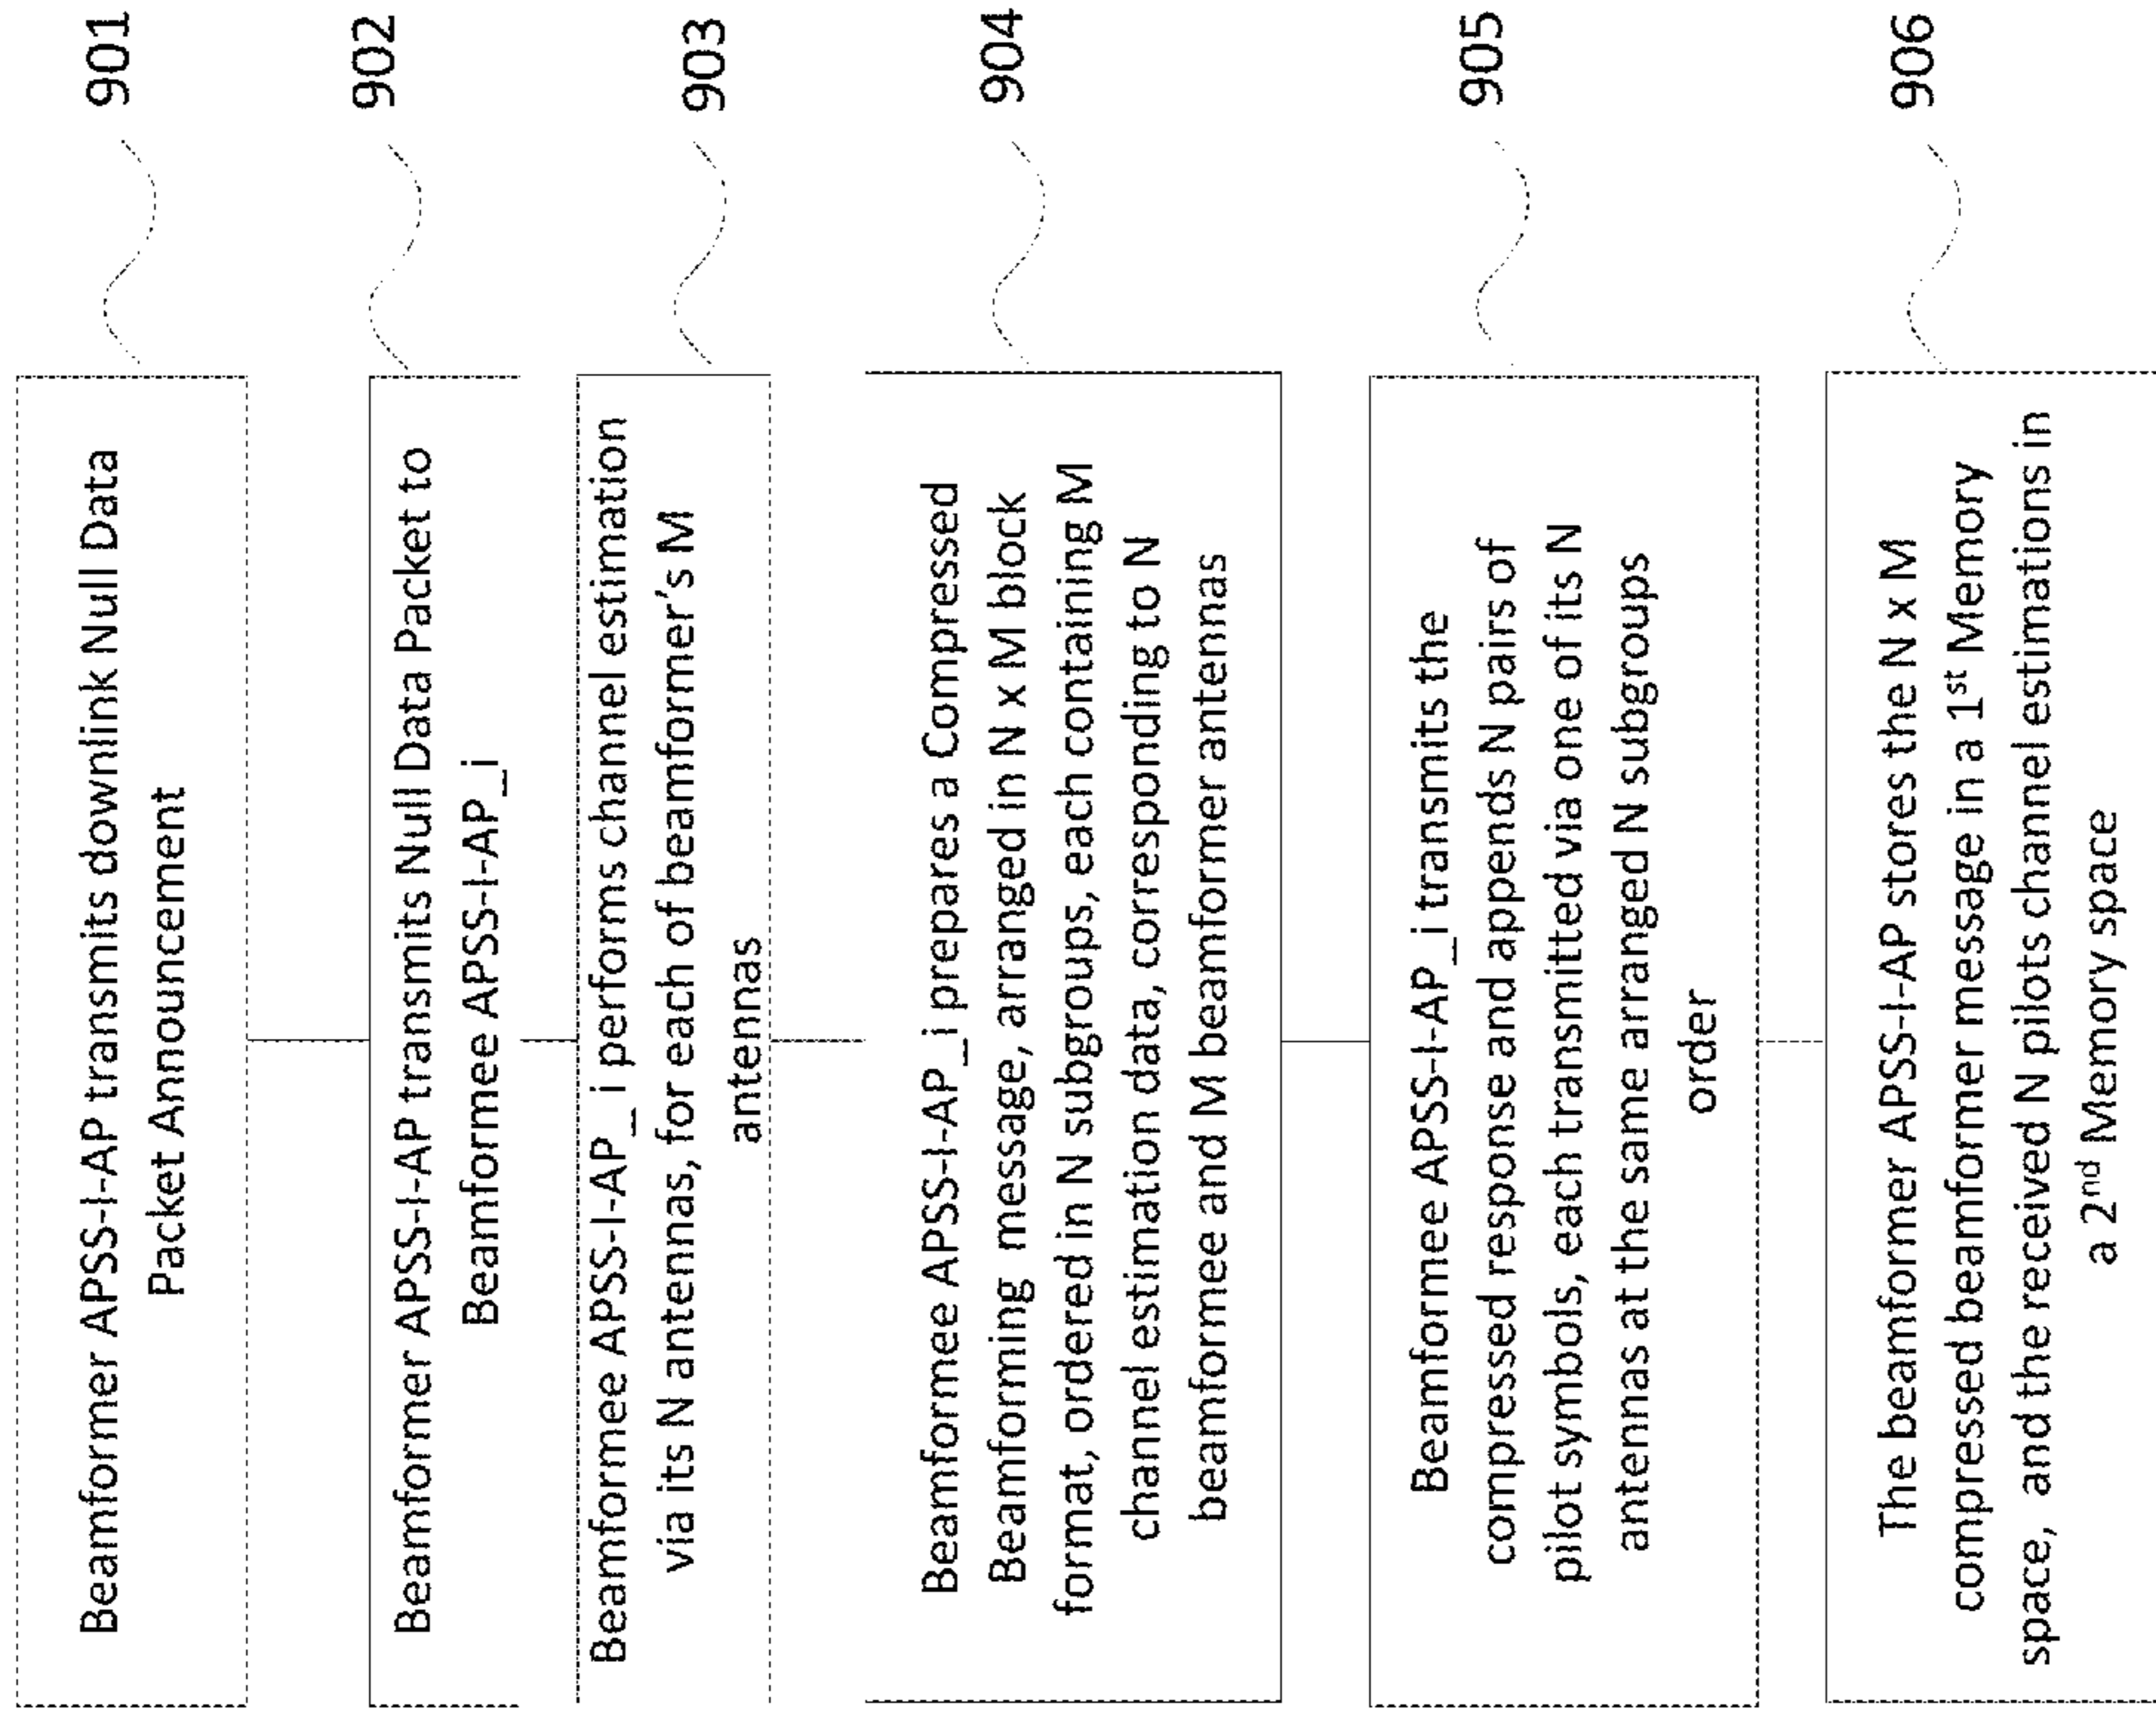 Beamformer APSS-I-AP transmits downlink Null Data
Packet Announcement
901
Beamformer APSS-I-AP transmits Null Data Packet to
Beamformee APSS-I-AP_i
902
Beamformee APSS-I-AP_i performs channel estimation
via its N antennas, for each of beamformer's M
antennas
903
Beamformee APSS-I-AP_i prepares a Compressed
Beamforming message, arranged in N x M block
format, ordered in N subgroups, each containing M
channel estimation data, corresponding to N
beamformee and M beamformer antennas
904
Beamformee APSS-I-AP_i transmits the
compressed response and appends N pairs of
pilot symbols, each transmitted via one of its N
antennas at the same arranged N subgroups
order
905
The beamformer APSS-I-AP stores the N x M
compressed beamformer message in a 1st Memory
space, and the received N pilots channel estimations in
a 2nd Memory space
906